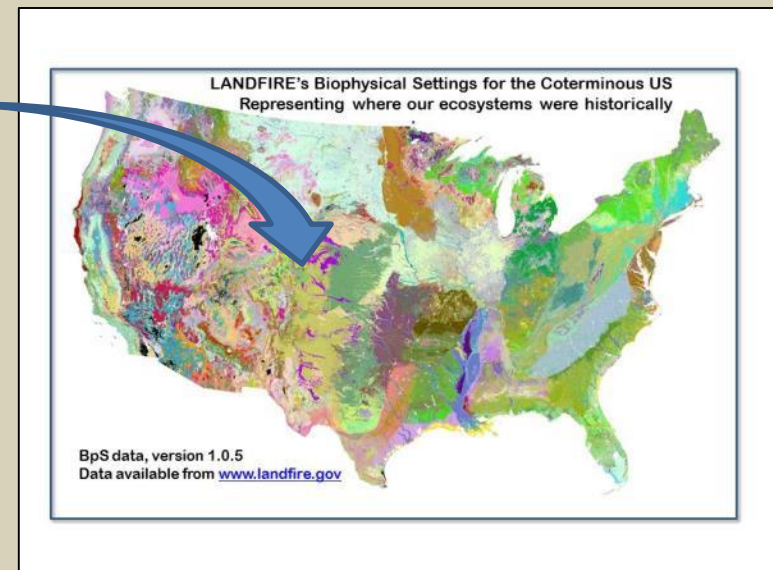 LANDFIRE's Biophysical Settings for the Coterminous US
Representing where our ecosystems were historically
BpS data, version 1.0.5
Data available from www.landfire.gov